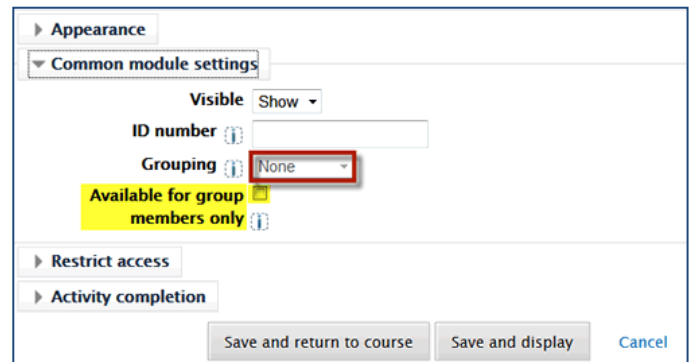 Appearance
Common module settings
Visible Show
ID number
Grouping None
Available for group
members only
Restrict access
Activity completion
Save and return to course Save and display Cancel